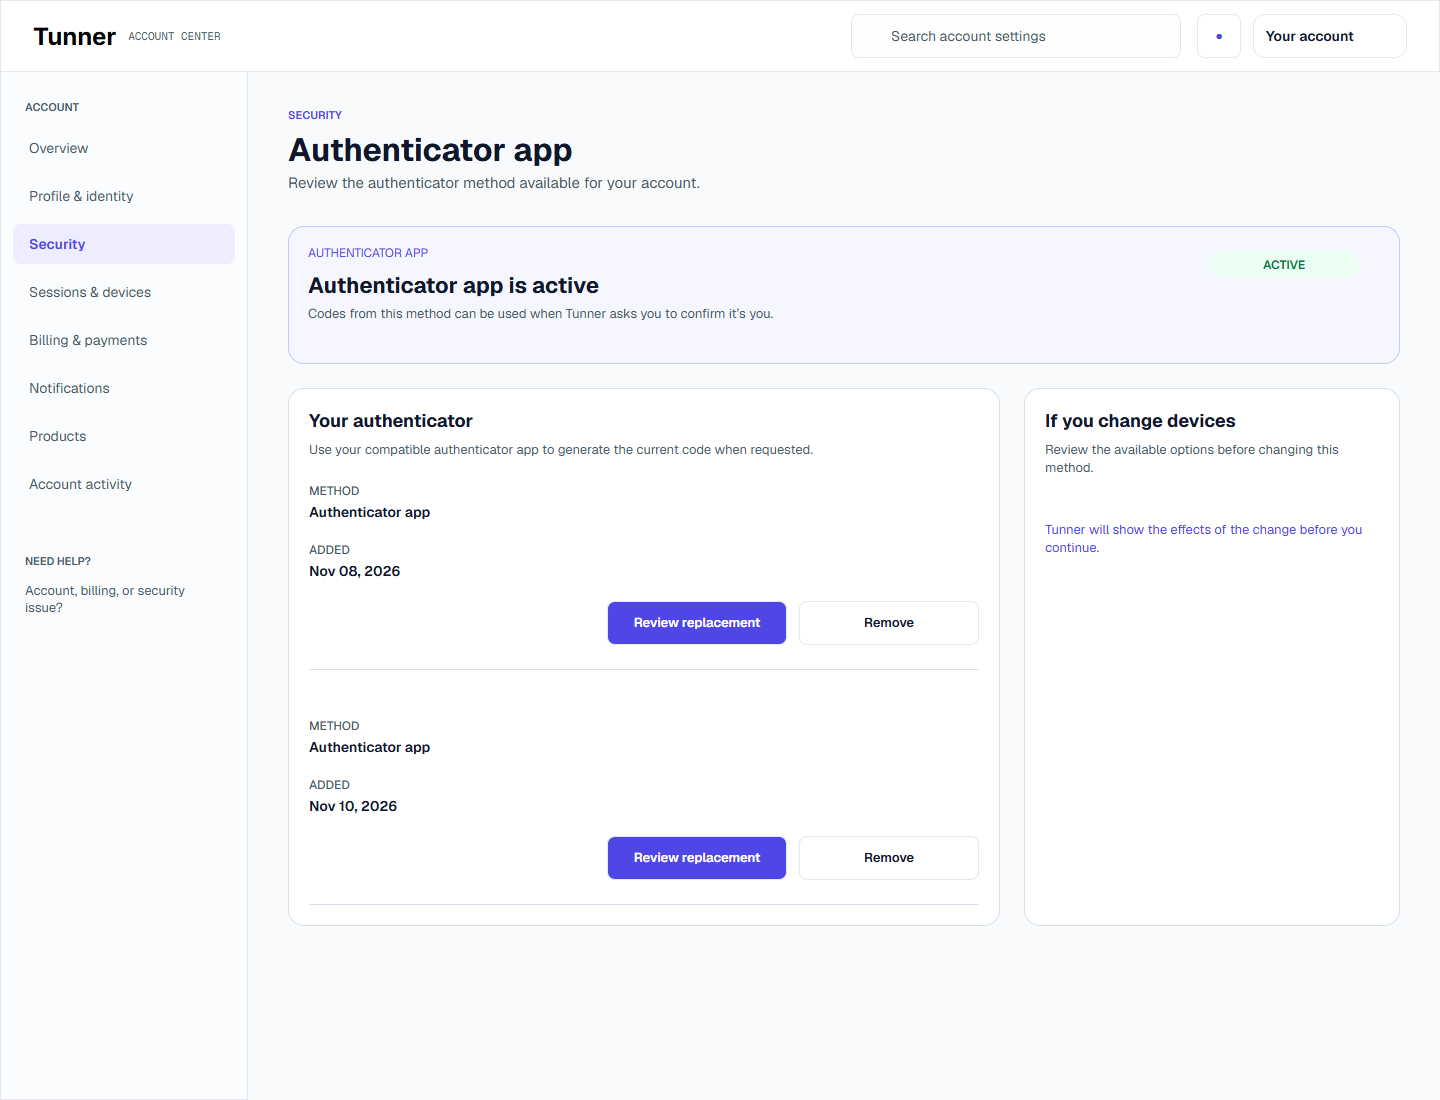 Tunner ACCOUNT CENTER
Search account settings
Your account
ACCOUNT
Overview
Profile & identity
Security
Sessions & devices
Billing & payments
Notifications
Products
Account activity
NEED HELP?
Account, billing, or security
issue?
SECURITY
Authenticator app
Review the authenticator method available for your account.
AUTHENTICATOR APP
ACTIVE
Authenticator app is active
Codes from this method can be used when Tunner asks you to confirm it's you.
Your authenticator
Use your compatible authenticator app to generate the current code when requested.
METHOD
Authenticator app
ADDED
Nov 08, 2026
Review replacement
Remove
METHOD
Authenticator app
ADDED
Nov 10, 2026
Review replacement
Remove
If you change devices
Review the available options before changing this
method.
Tunner will show the effects of the change before you
continue.